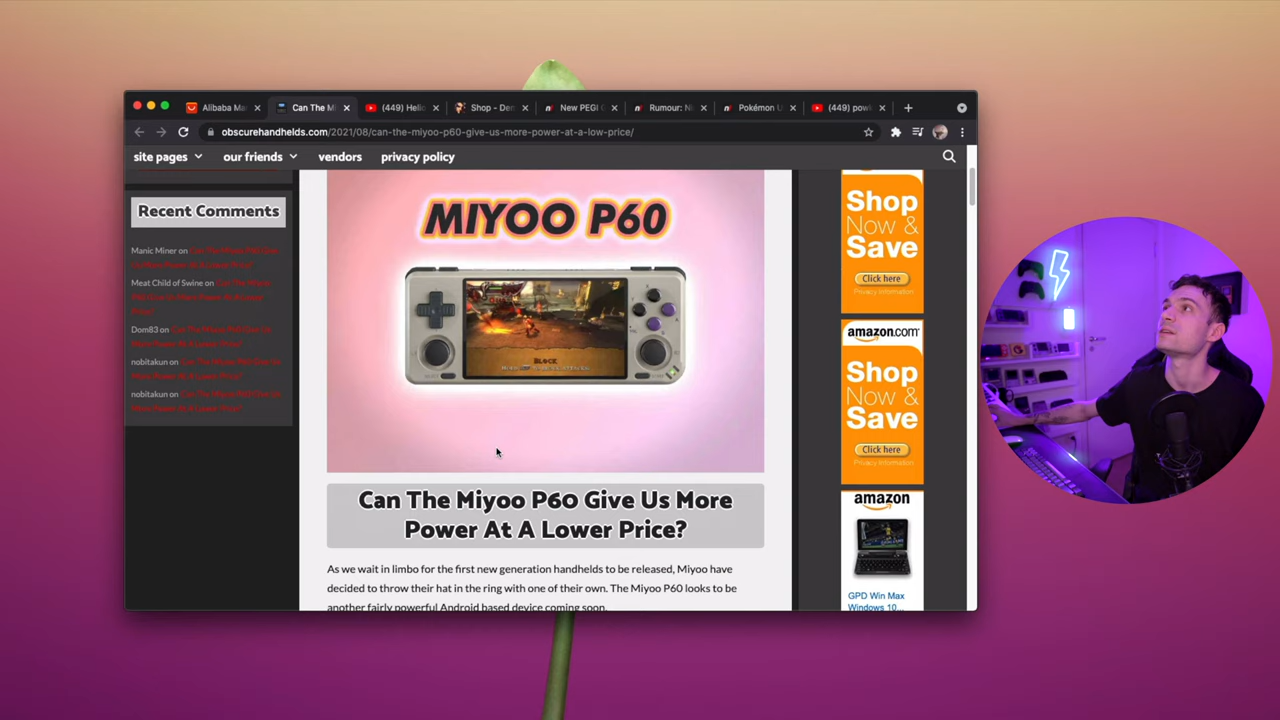 Alibaba Ma
Can The M
(449) Hell
Shop - Den
New PEGI
Rumour: N
Pokémon U
(449) pow
obscurehandhelds.com/2021/08/can-the-miyoo-p60-give-us-more-power-at-a-low-price/
site pages
our friends
vendors
privacy policy
Recent Comments
Manic Miner on
Meat Child of Swine on
Dom83 on
nobitakun on
nobitakun on
MIYOO P60
BLOCK
Can The Miyoo P60 Give Us More
Power At A Lower Price?
As we wait in limbo for the first new generation handhelds to be released, Miyoo have
decided to throw their hat in the ring with one of their own. The Miyoo P60 looks to be
another fairly powerful Android based device coming soon.
Shop
Now &
Save
Click here
Privacy Information
amazon.com
Shop
Now &
Save
Click here
Privacy Information
amazon
GPD Win Max
Windows 10...